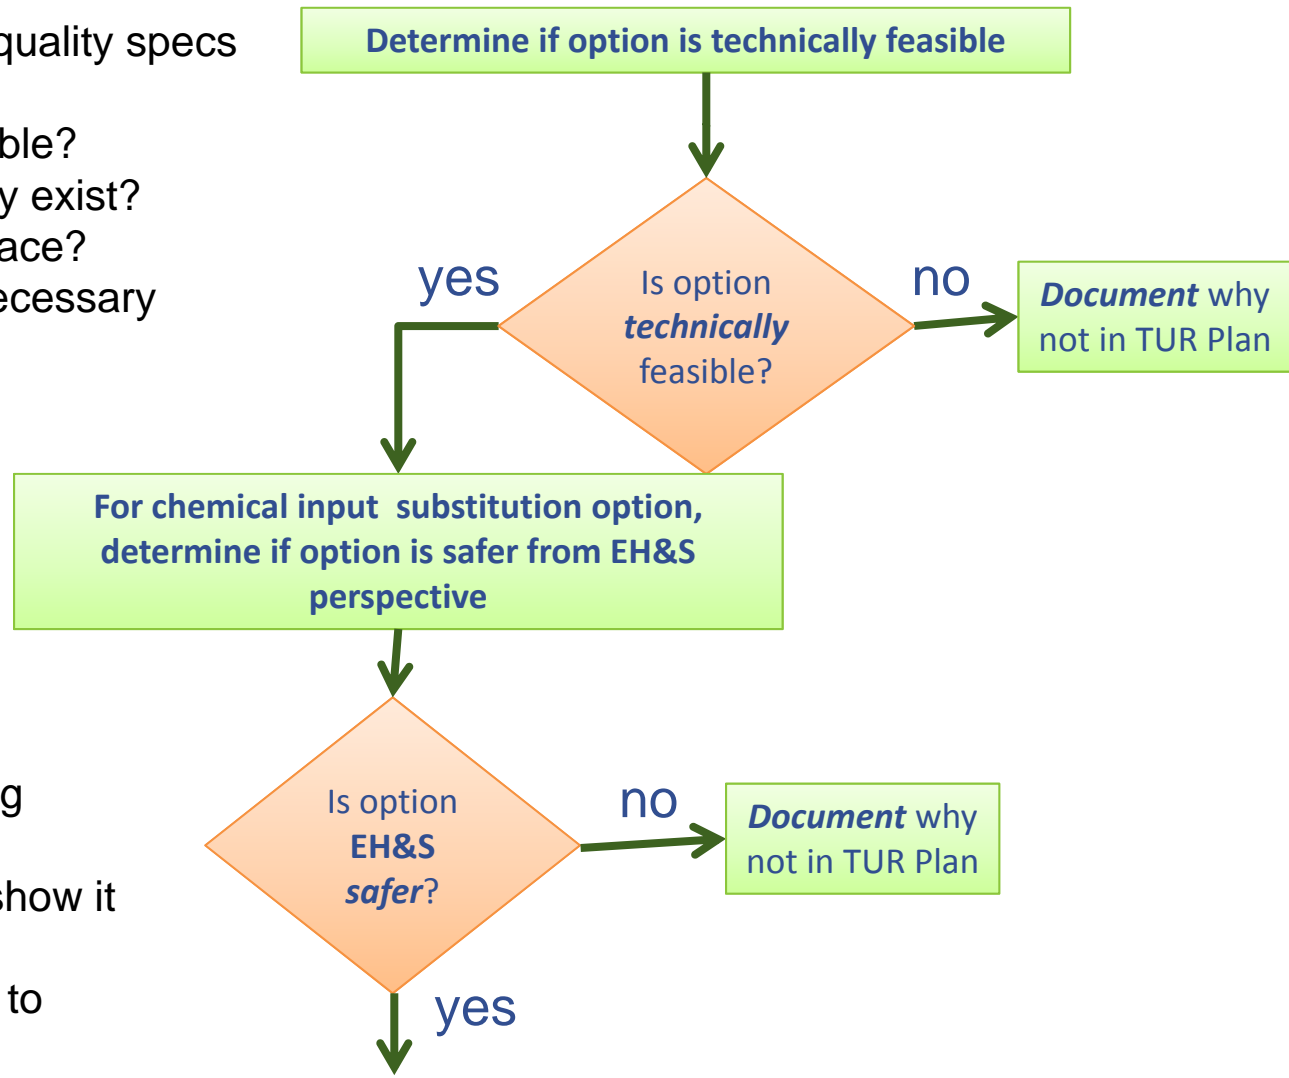 quality specs
Determine if option is technically feasible
ble?
y exist?
ace?
ecessary
yes
Is option
technically
feasible?
no
Document why
not in TUR Plan
For chemical input substitution option,
determine if option is safer from EH&S
perspective
g
show it
to
Is option
EH&S
safer?
no
Document why
not in TUR Plan
yes